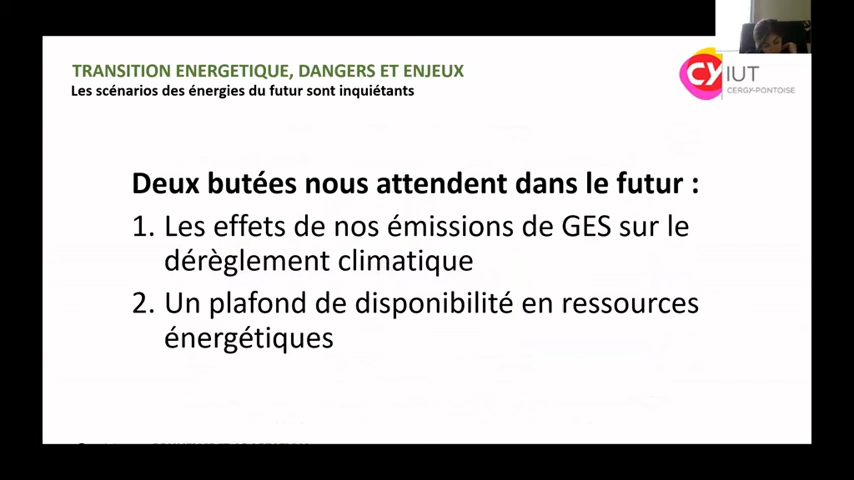 TRANSITION ENERGETIQUE, DANGERS ET ENJEUX
Les scénarios des énergies du futur sont inquiétants
CY IUT
CERGY-PONTOISE
Deux butées nous attendent dans le futur :
1. Les effets de nos émissions de GES sur le
dérèglement climatique
2. Un plafond de disponibilité en ressources
énergétiques